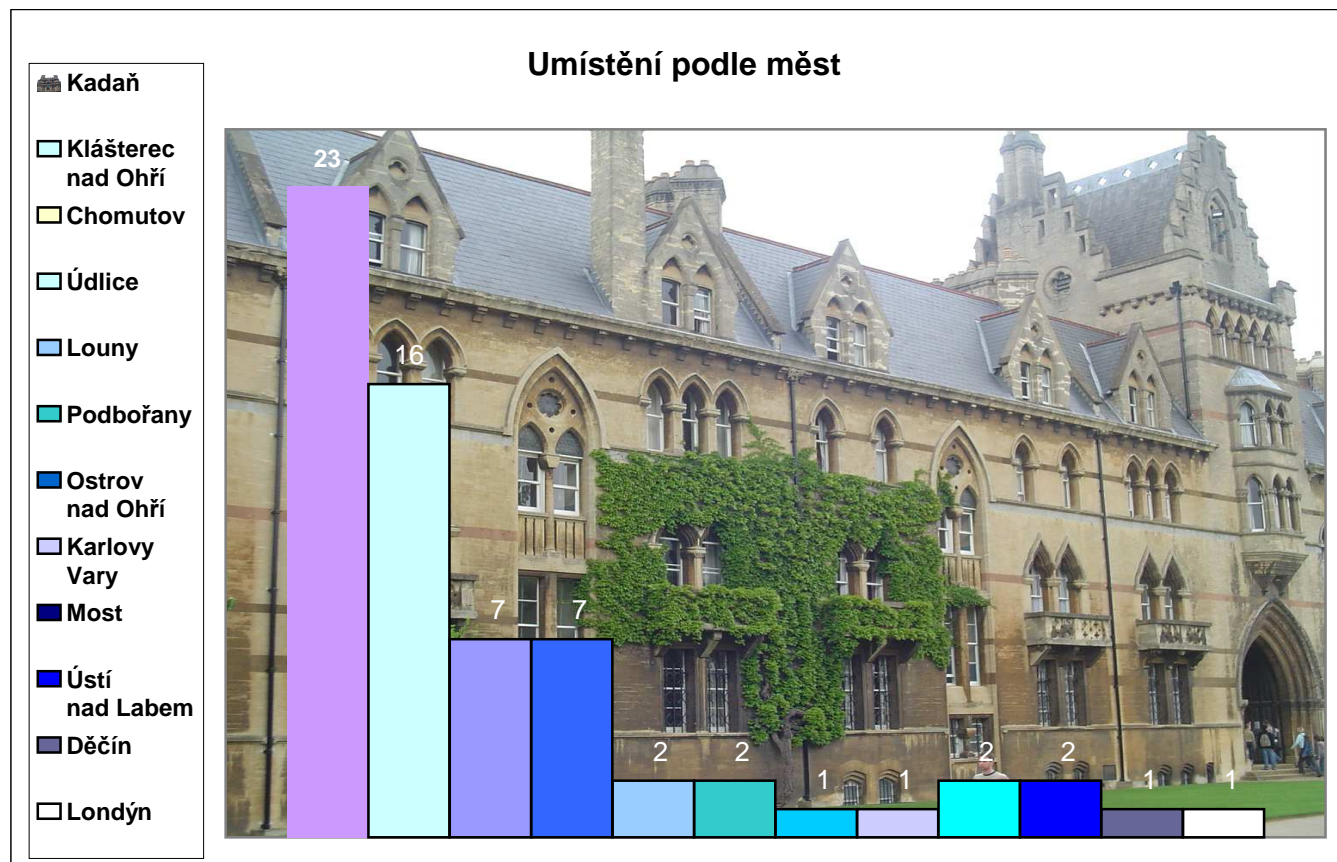 Umístění podle měst
Kadaň
Klášterec
nad Ohří
Chomutov
Údlice
Louny
Podbořany
Ostrov
nad Ohří
Karlovy
Vary
Most
Ústí
nad Labem
Děčín
Londýn
23
16
7
7
2
2
1
1
2
2
1
1